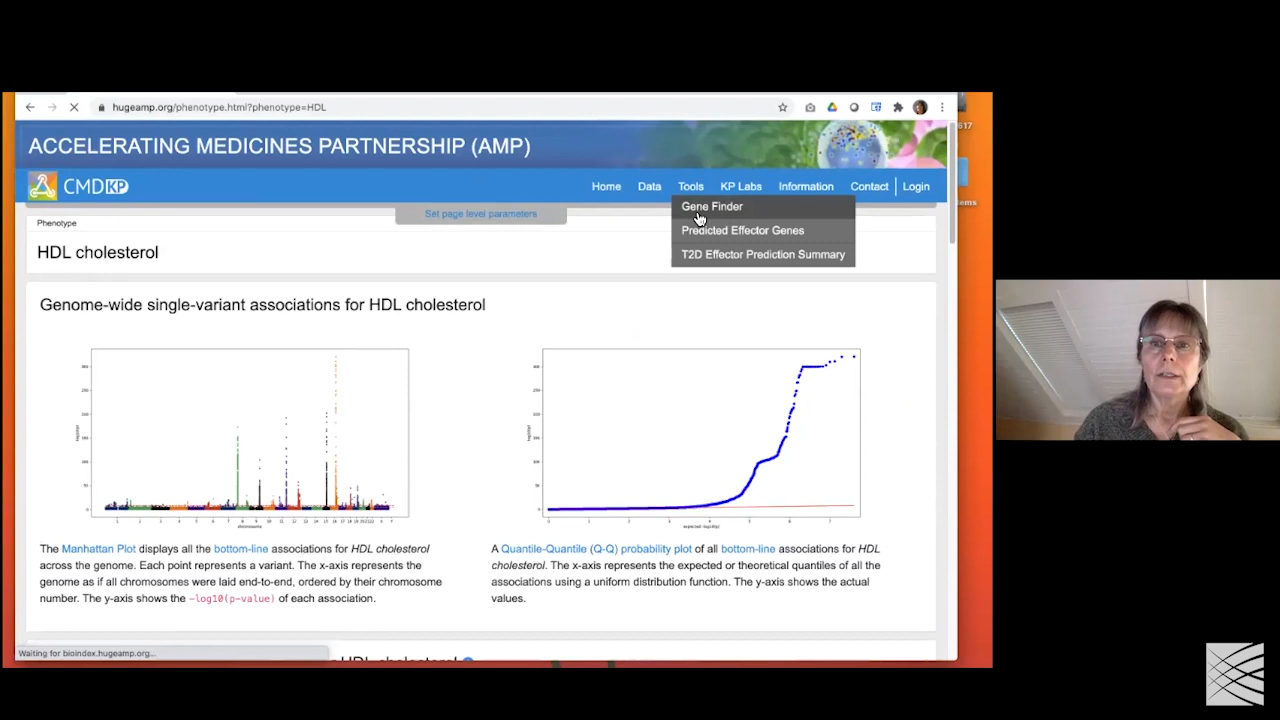 hugeamp.org/phenotype.html?phenotype=HDL
617
ACCELERATING MEDICINES PARTNERSHIP (AMP)
CMDKP
Home Data Tools KP Labs Information Contact Login
tems
Gene Finder
Set page level parameters
Phenotype
Predicted Effector Genes
HDL cholesterol
T2D Effector Prediction Summary
Genome-wide single-variant associations for HDL cholesterol
chromosome
The Manhattan Plot displays all the bottom-line associations for HDL cholesterol
across the genome. Each point represents a variant. The x-axis represents the
genome as if all chromosomes were laid end-to-end, ordered by their chromosome
number. The y-axis shows the -log10(p-value) of each association.
A Quantile-Quantile (Q-Q) probability plot of all bottom-line associations for HDL
cholesterol. The x-axis represents the expected or theoretical quantiles of all the
associations using a uniform distribution function. The y-axis shows the actual
values.
Waiting for bioindex.hugeamp.org...
HDL cholesterol